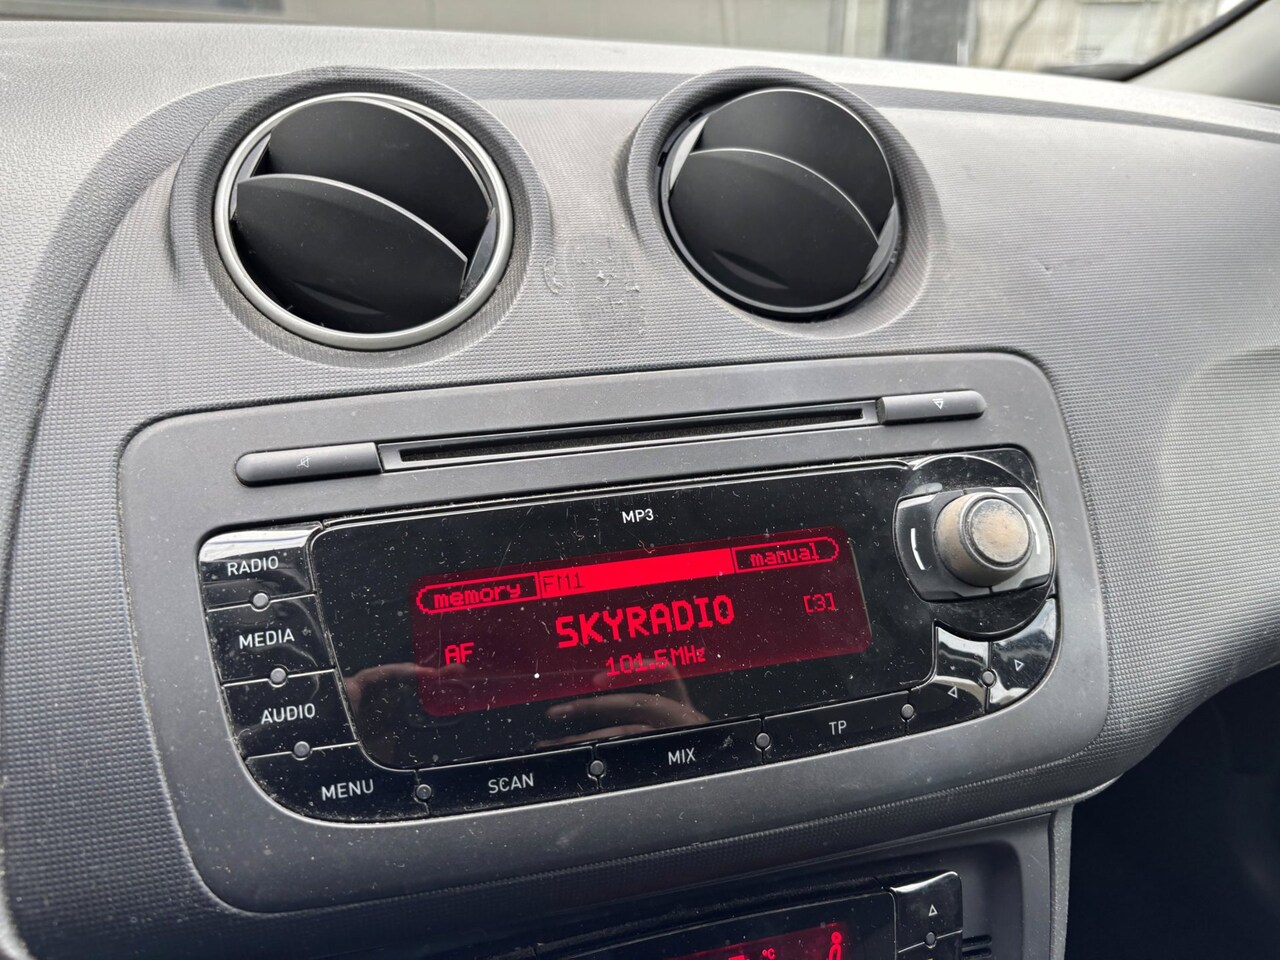 MP3
RADIO
MEDIA
AUDIO
MENU
SCAN
MIX
TP
memory FM1 manual
SKYRADIO [3]
AF 101.5MHz
°C